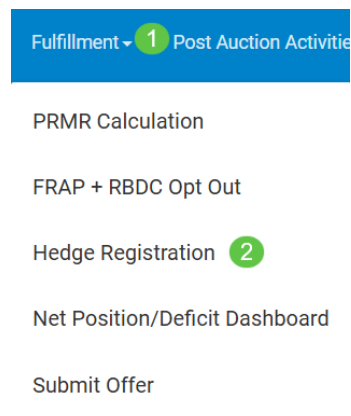 Fulfillment 1 Post Auction Activitie
PRMR Calculation
FRAP + RBDC Opt Out
Hedge Registration 2
Net Position/Deficit Dashboard
Submit Offer